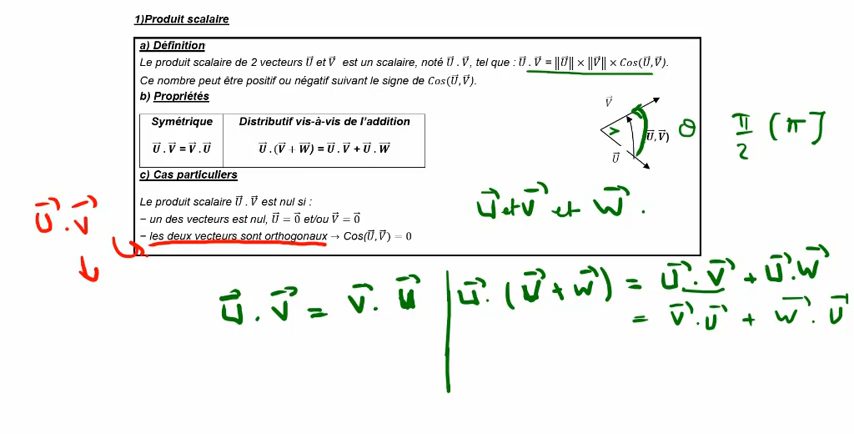 1)Produit scalaire
a) Définition
Le produit scalaire de 2 vecteurs U⃗ et V⃗ est un scalaire, noté U⃗ . V⃗, tel que : U⃗ . V⃗ = ‖U⃗‖ × ‖V⃗‖ × Cos(U⃗,V⃗).
Ce nombre peut être positif ou négatif suivant le signe de Cos(U⃗,V⃗).
b) Propriétés
Symétrique
Distributif vis-à-vis de l'addition
U⃗ . V⃗ = V⃗ . U⃗
U⃗ . (V⃗ + W⃗) = U⃗ . V⃗ + U⃗ . W⃗
V⃗
(U⃗,V⃗)
U⃗
θ
π/2 (π]
c) Cas particuliers
Le produit scalaire U⃗ . V⃗ est nul si :
− un des vecteurs est nul, U⃗ = 0⃗ et/ou V⃗ = 0⃗
− les deux vecteurs sont orthogonaux → Cos(U⃗,V⃗) = 0
U⃗ et V⃗ et W⃗ .
U⃗ . V⃗
U⃗ . V⃗ = V⃗ . U⃗
U⃗ . (V⃗ + W⃗) = U⃗ . V⃗ + U⃗ . W⃗
= V⃗ . U⃗ + W⃗ . U⃗